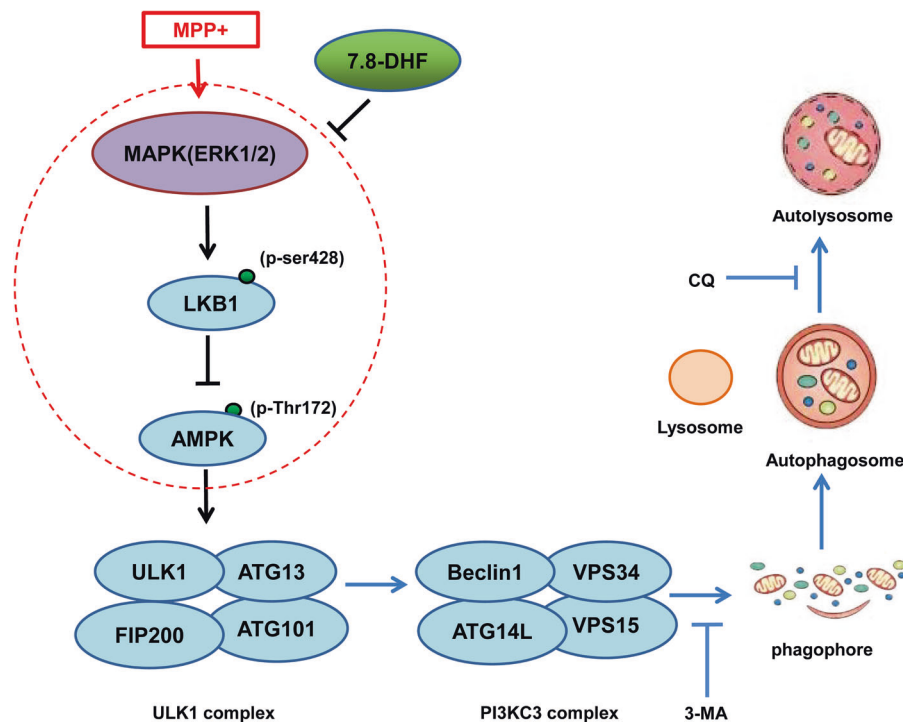 MPP+
7.8-DHF
MAPK(ERK1/2)
(p-ser428)
LKB1
(p-Thr172)
AMPK
ULK1
ATG13
FIP200
ATG101
ULK1 complex
Beclin1
VPS34
ATG14L
VPS15
PI3KC3 complex
3-MA
phagophore
Autophagosome
Lysosome
CQ
Autolysosome